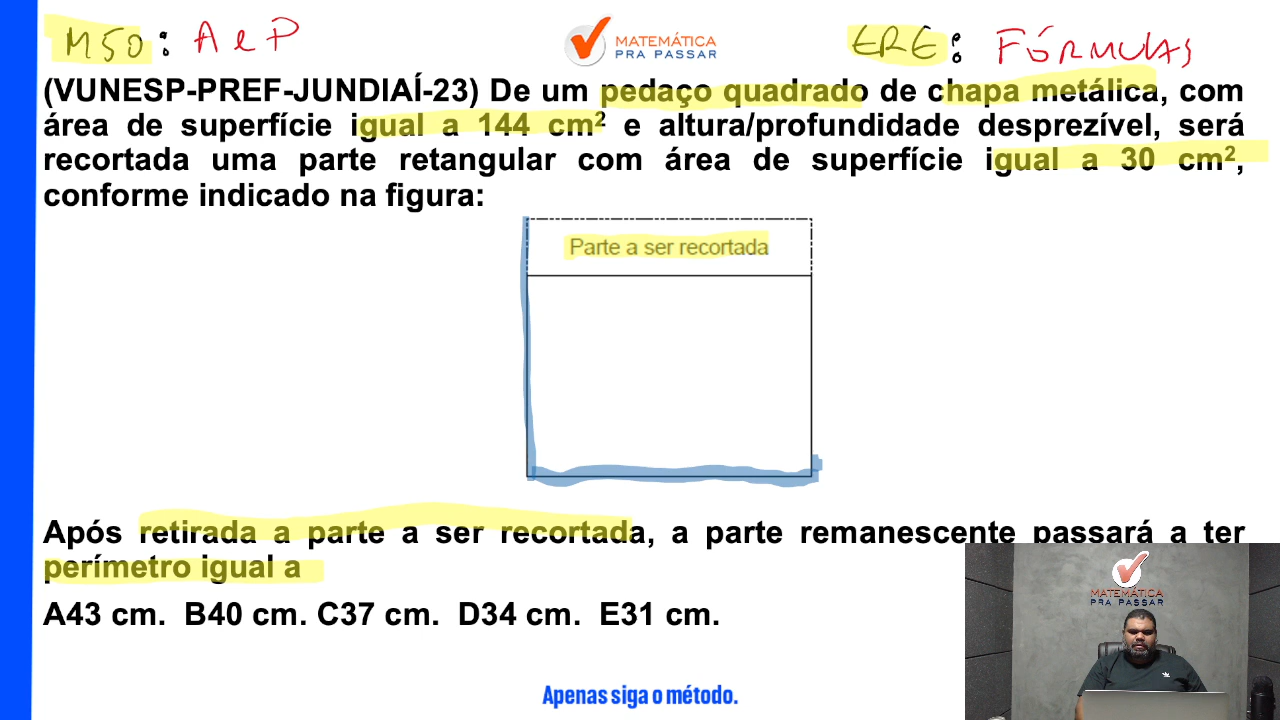 M50: A e P
MATEMÁTICA
PRA PASSAR
ERE: FÓRMULAS
(VUNESP-PREF-JUNDIAÍ-23) De um pedaço quadrado de chapa metálica, com
área de superfície igual a 144 cm² e altura/profundidade desprezível, será
recortada uma parte retangular com área de superfície igual a 30 cm²,
conforme indicado na figura:
Parte a ser recortada
Após retirada a parte a ser recortada, a parte remanescente passará a ter
perímetro igual a
A43 cm. B40 cm. C37 cm. D34 cm. E31 cm.
MATEMÁTICA
PRA PASSAR
Apenas siga o método.